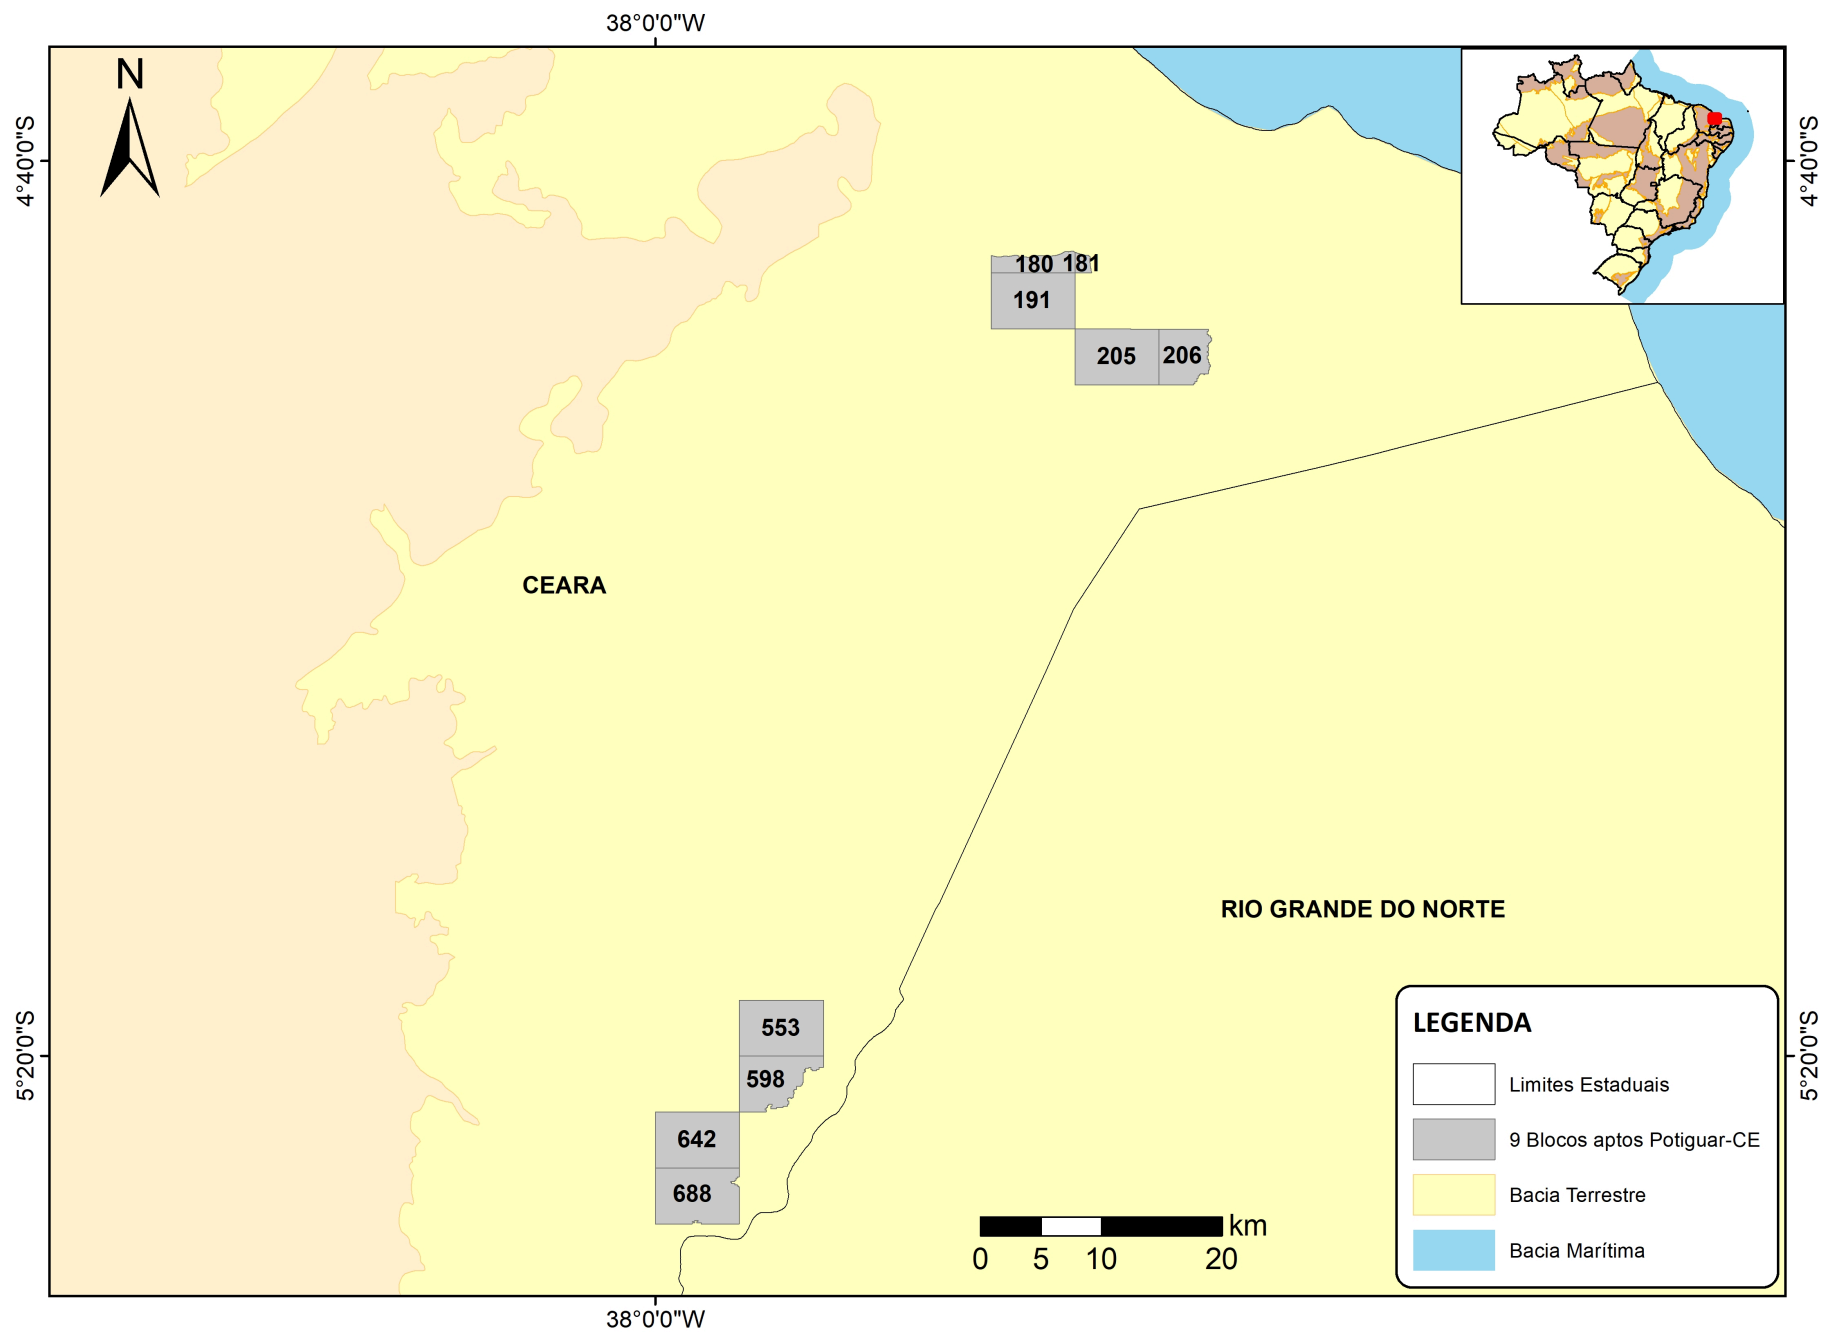 38°0'0"W
N
4°40'0"S
4°40'0"S
180
181
191
205
206
CEARA
RIO GRANDE DO NORTE
553
598
642
688
5°20'0"S
5°20'0"S
LEGENDA
Limites Estaduais
9 Blocos aptos Potiguar-CE
Bacia Terrestre
Bacia Marítima
km
0 5 10 20
38°0'0"W